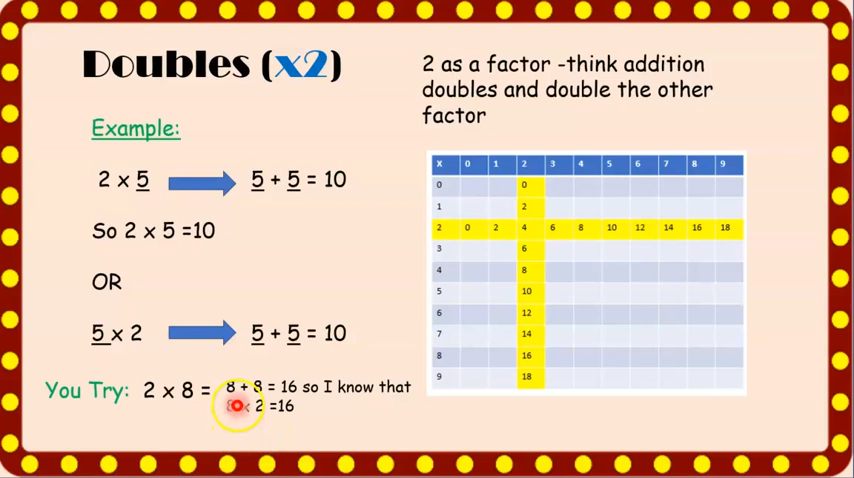 Doubles (x2)
Example:
2 x 5 5 + 5 = 10
So 2 x 5 =10
OR
5 x 2 5 + 5 = 10
You Try: 2 x 8 = 8 + 8 = 16 so I know that
8 x 2 =16
2 as a factor -think addition
doubles and double the other
factor
X 0 1 2 3 4 5 6 7 8 9
0 0
1 2
2 0 2 4 6 8 10 12 14 16 18
3 6
4 8
5 10
6 12
7 14
8 16
9 18